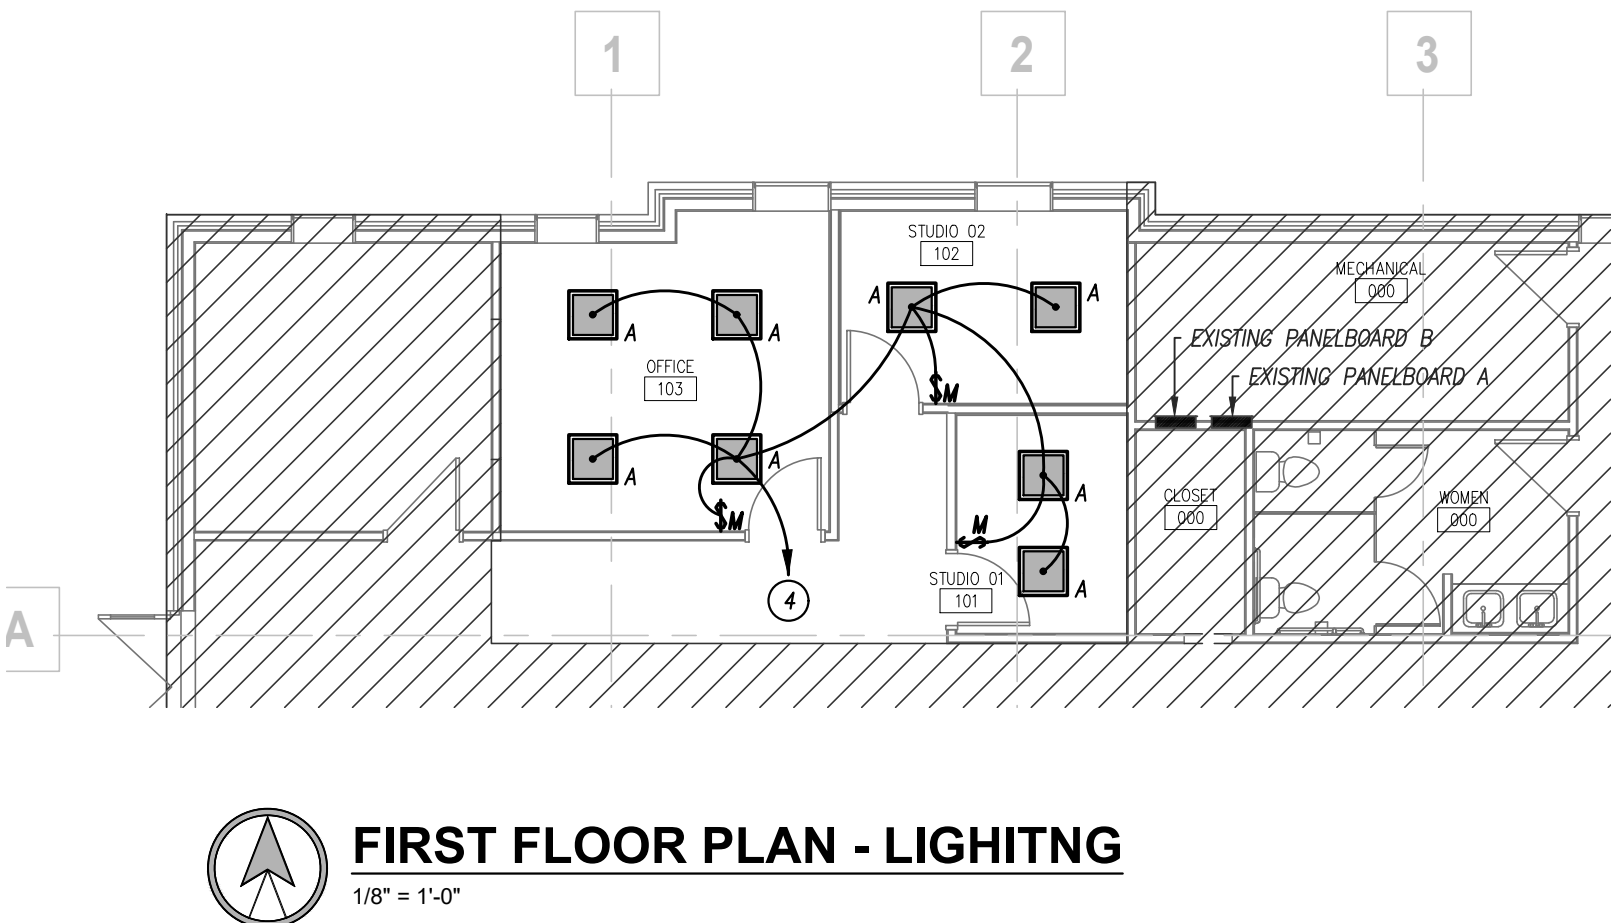 1
2
3
STUDIO 02
102
MECHANICAL
000
A
A
A
A
EXISTING PANELBOARD B
OFFICE
103
EXISTING PANELBOARD A
$M
A
A
A
CLOSET
000
WOMEN
000
$M
M
$
STUDIO 01
101
A
4
A
FIRST FLOOR PLAN - LIGHITNG
1/8" = 1'-0"